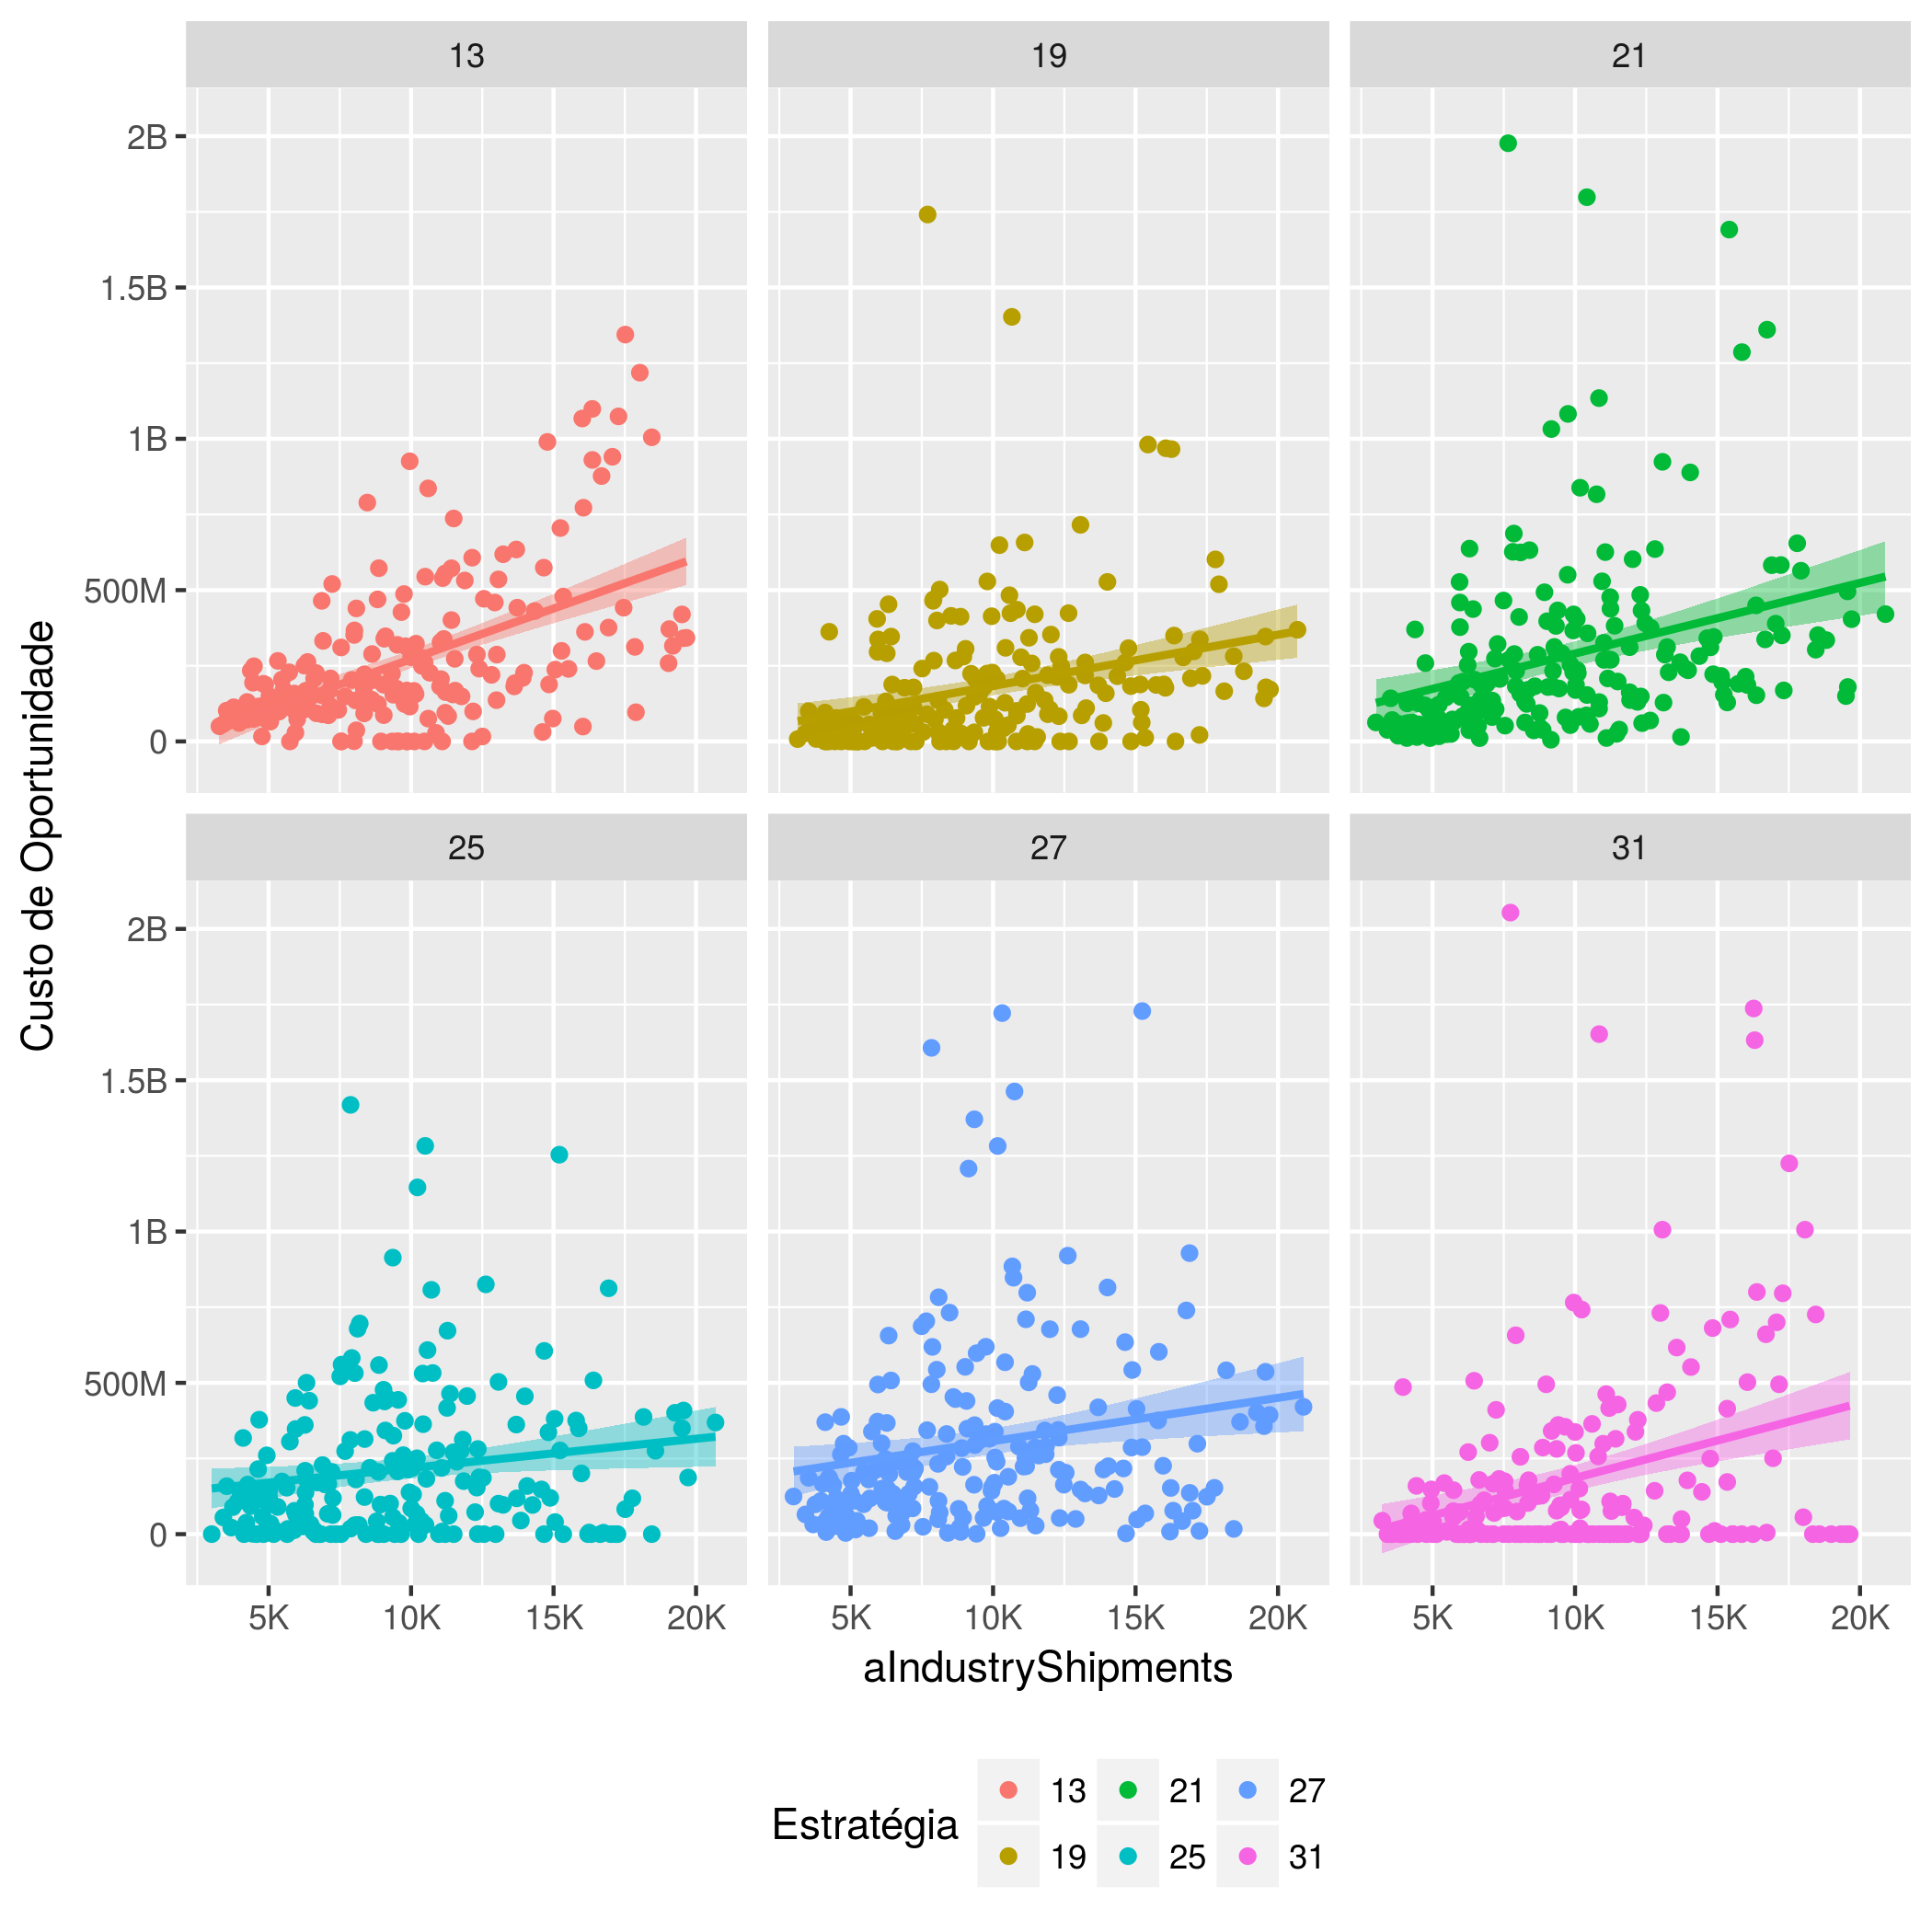 13 19 21
2B
1.5B
1B
500M
0
Custo de Oportunidade
25 27 31
2B
1.5B
1B
500M
0
5K 10K 15K 20K 5K 10K 15K 20K 5K 10K 15K 20K
aIndustryShipments
Estratégia
13 21 27
19 25 31